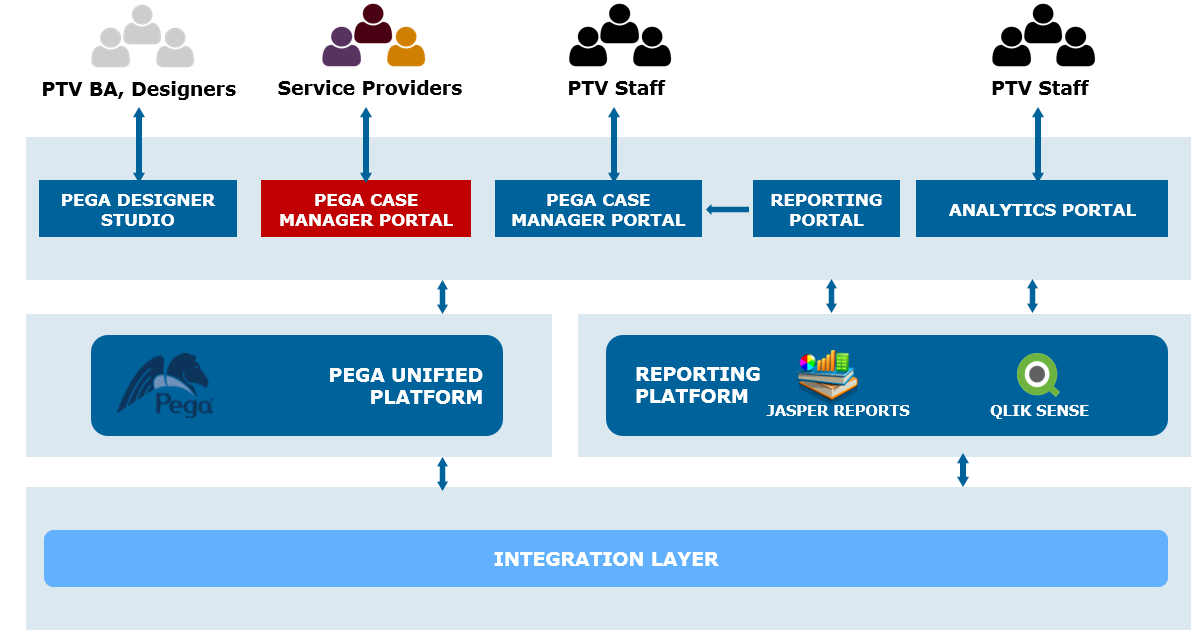 PTV BA, Designers
Service Providers
PTV Staff
PTV Staff
PEGA DESIGNER
STUDIO
PEGA CASE
MANAGER PORTAL
PEGA CASE
MANAGER PORTAL
REPORTING
PORTAL
ANALYTICS PORTAL
Pega
PEGA UNIFIED
PLATFORM
REPORTING
PLATFORM
JASPER REPORTS
QLIK SENSE
INTEGRATION LAYER